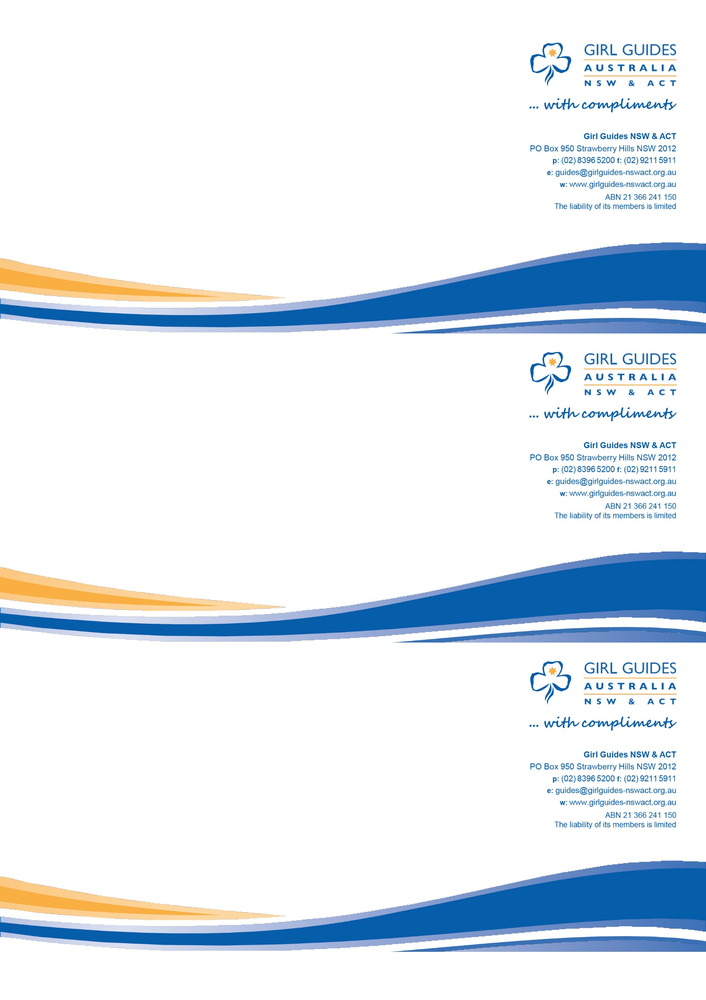 GIRL GUIDES
AUSTRALIA
NSW & ACT
... with compliments
Girl Guides NSW & ACT
PO Box 950 Strawberry Hills NSW 2012
p: (02) 8396 5200 f: (02) 9211 5911
e: guides@girlguides-nswact.org.au
w: www.girlguides-nswact.org.au
ABN 21 366 241 150
The liability of its members is limited
GIRL GUIDES
AUSTRALIA
NSW & ACT
... with compliments
Girl Guides NSW & ACT
PO Box 950 Strawberry Hills NSW 2012
p: (02) 8396 5200 f: (02) 9211 5911
e: guides@girlguides-nswact.org.au
w: www.girlguides-nswact.org.au
ABN 21 366 241 150
The liability of its members is limited
GIRL GUIDES
AUSTRALIA
NSW & ACT
... with compliments
Girl Guides NSW & ACT
PO Box 950 Strawberry Hills NSW 2012
p: (02) 8396 5200 f: (02) 9211 5911
e: guides@girlguides-nswact.org.au
w: www.girlguides-nswact.org.au
ABN 21 366 241 150
The liability of its members is limited